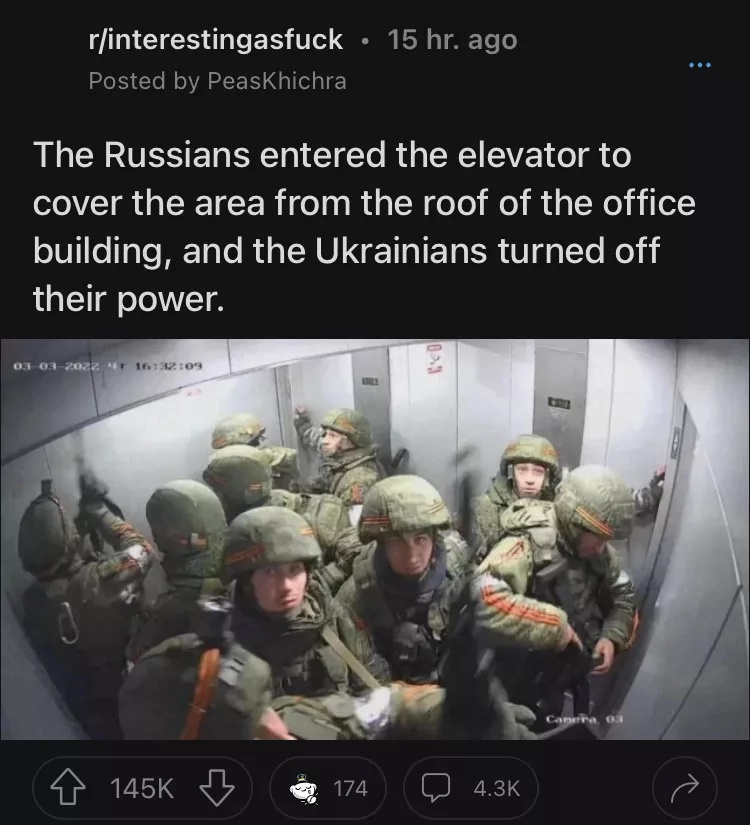 r/interestingasfuck • 15 hr. ago
Posted by PeasKhichra
The Russians entered the elevator to
cover the area from the roof of the office
building, and the Ukrainians turned off
their power.
03-03-2022 Чт 16:32:09
Camera 03
145K 174 4.3K